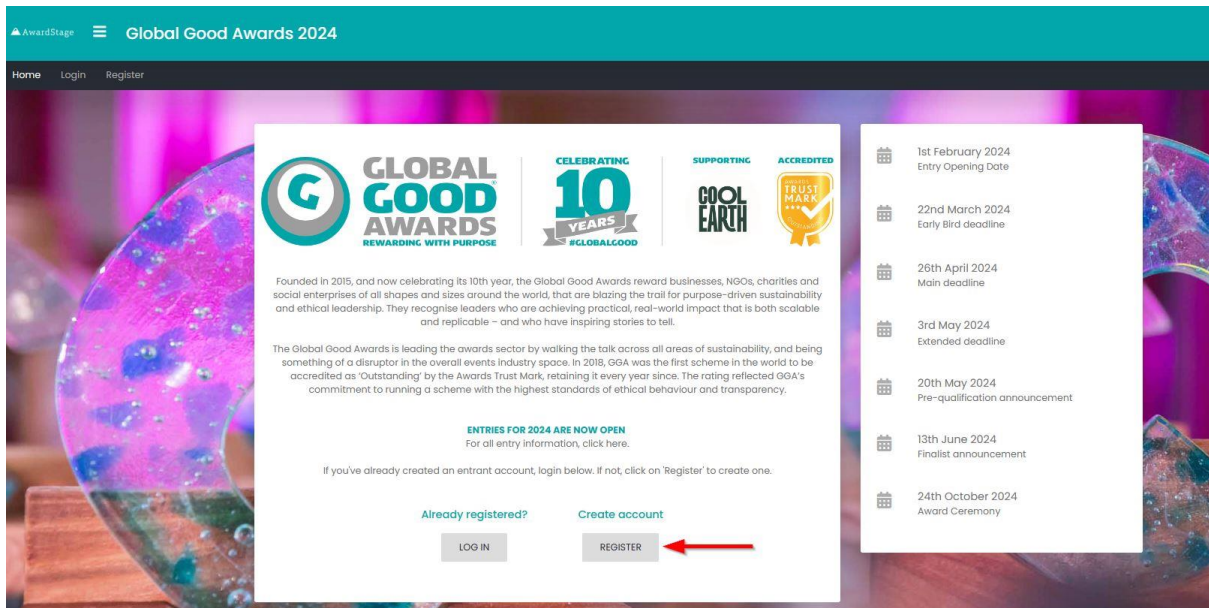 AwardStage
Global Good Awards 2024
Home Login Register
G
GLOBAL
GOOD®
AWARDS
REWARDING WITH PURPOSE
CELEBRATING
10
YEARS
#GLOBALGOOD
SUPPORTING
COOL
EARTH
ACCREDITED
AWARDS
TRUST
MARK
OUTSTANDING
Founded in 2015, and now celebrating its 10th year, the Global Good Awards reward businesses, NGOs, charities and
social enterprises of all shapes and sizes around the world, that are blazing the trail for purpose-driven sustainability
and ethical leadership. They recognise leaders who are achieving practical, real-world impact that is both scalable
and replicable – and who have inspiring stories to tell.
The Global Good Awards is leading the awards sector by walking the talk across all areas of sustainability, and being
something of a disruptor in the overall events industry space. In 2018, GGA was the first scheme in the world to be
accredited as ‘Outstanding’ by the Awards Trust Mark, retaining it every year since. The rating reflected GGA’s
commitment to running a scheme with the highest standards of ethical behaviour and transparency.
ENTRIES FOR 2024 ARE NOW OPEN
For all entry information, click here.
If you've already created an entrant account, login below. If not, click on 'Register' to create one.
Already registered? Create account
LOG IN REGISTER
1st February 2024
Entry Opening Date
22nd March 2024
Early Bird deadline
26th April 2024
Main deadline
3rd May 2024
Extended deadline
20th May 2024
Pre-qualification announcement
13th June 2024
Finalist announcement
24th October 2024
Award Ceremony